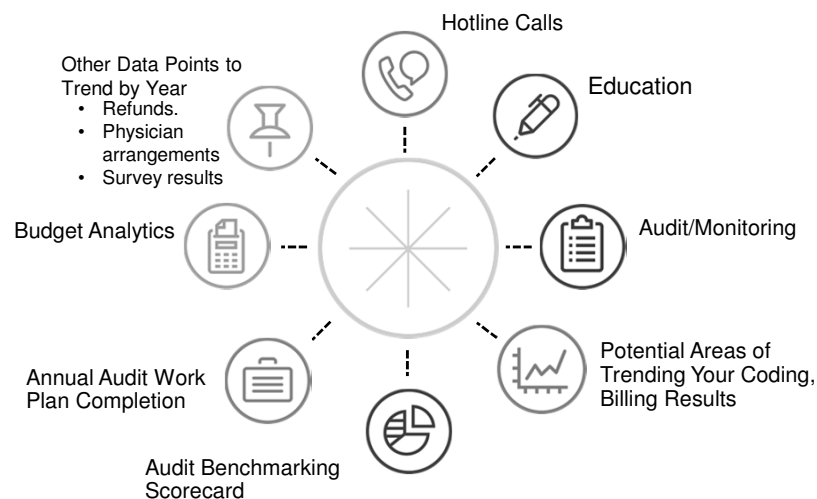 Hotline Calls
Other Data Points to
Trend by Year
• Refunds.
• Physician
arrangements
• Survey results
Education
Budget Analytics
Audit/Monitoring
Potential Areas of
Trending Your Coding,
Billing Results
Annual Audit Work
Plan Completion
Audit Benchmarking
Scorecard